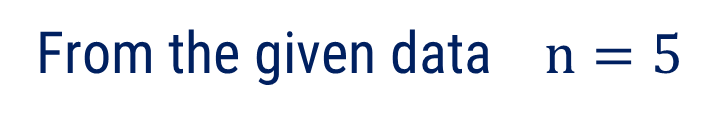 From the given data n = 5